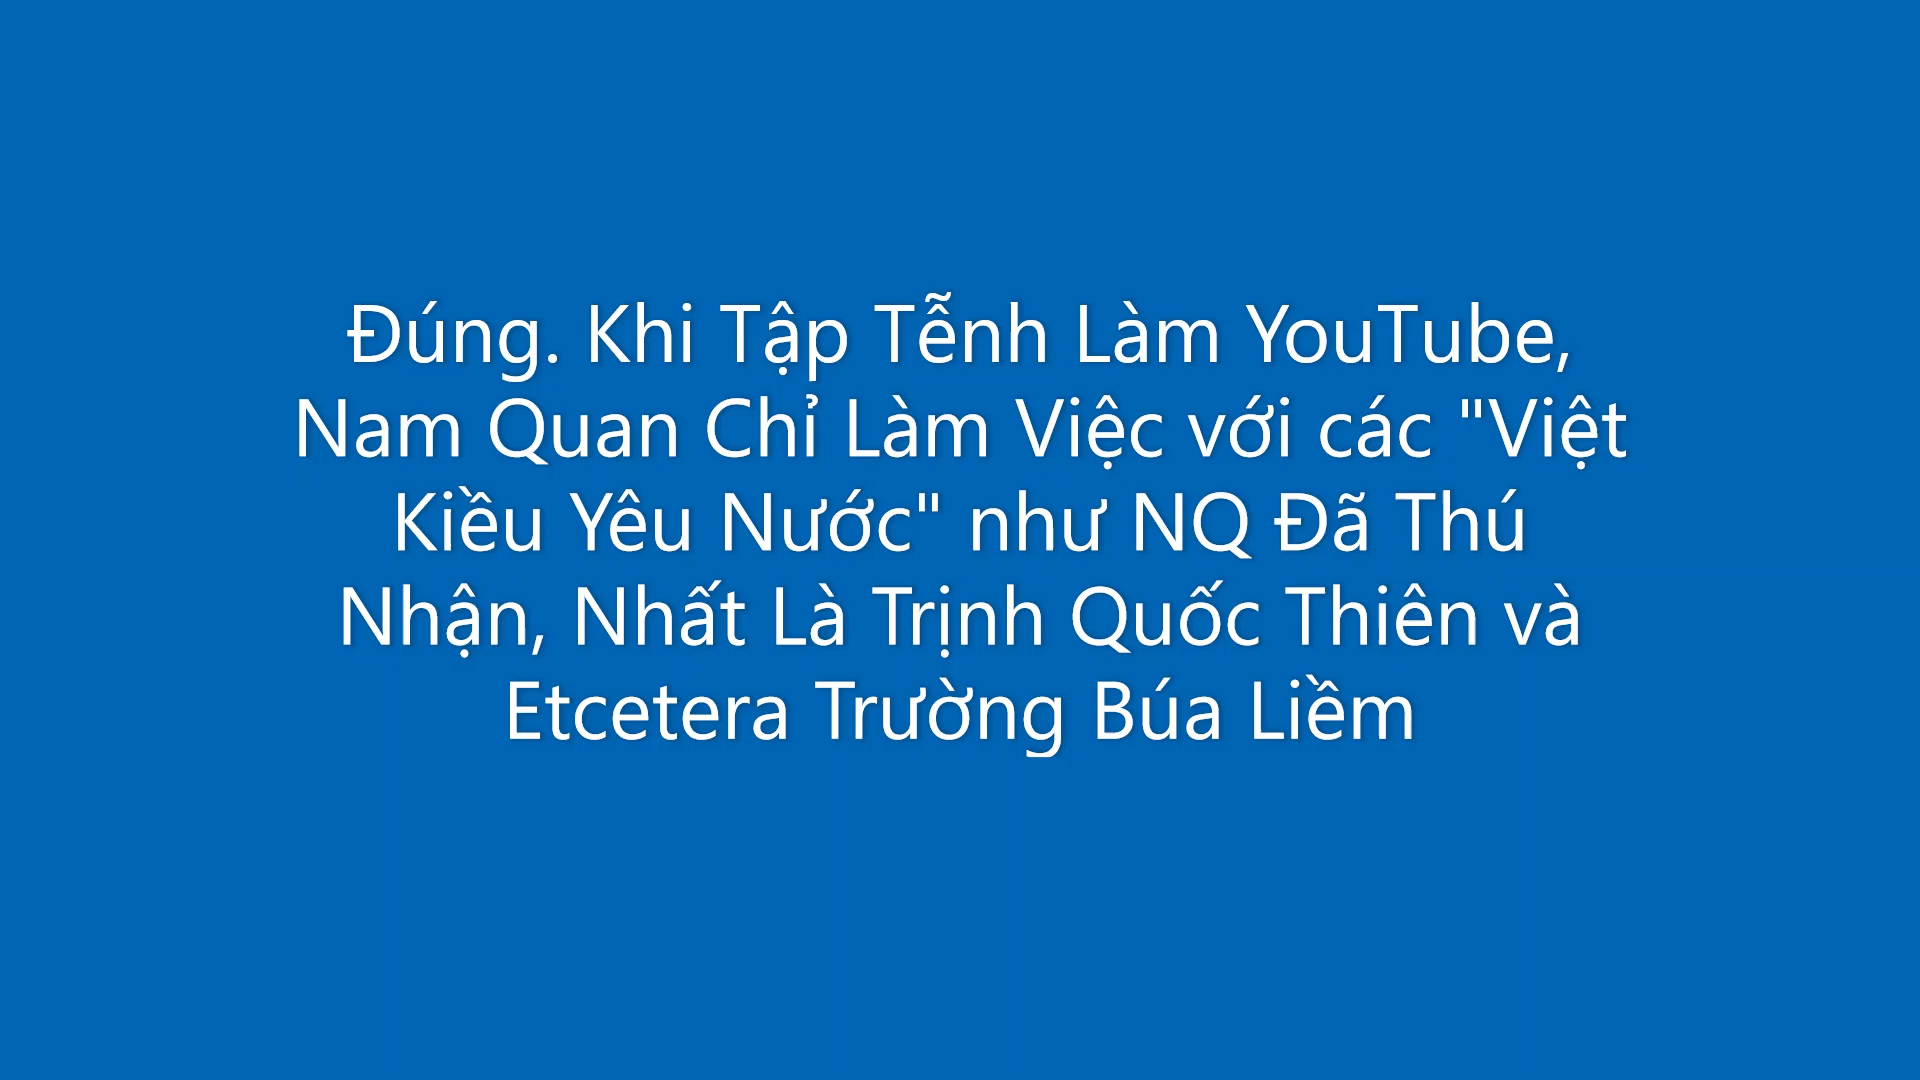 Đúng. Khi Tập Tễnh Làm YouTube,
Nam Quan Chỉ Làm Việc với các "Việt
Kiều Yêu Nước" như NQ Đã Thú
Nhận, Nhất Là Trịnh Quốc Thiên và
Etcetera Trường Búa Liềm